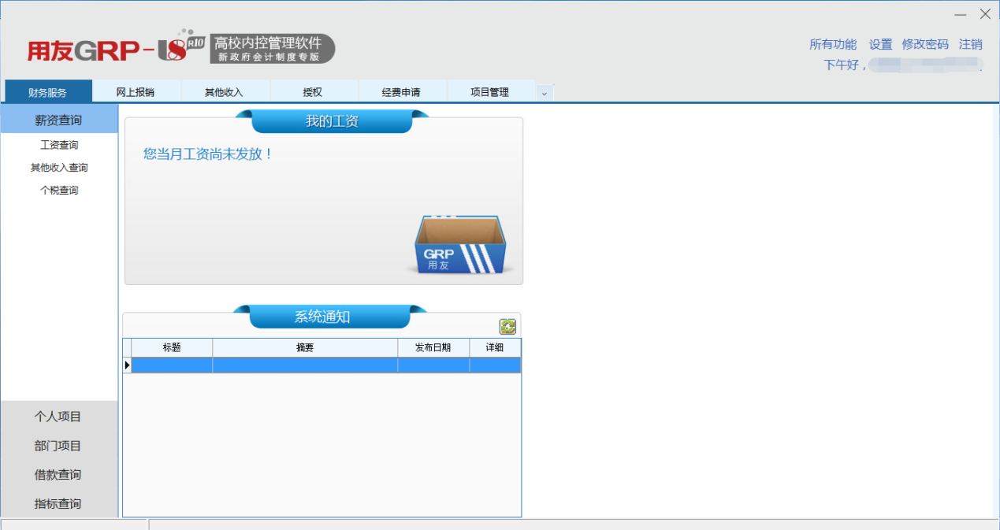 用友GRP-U8 R10 高校内控管理软件
新政府会计制度专版
所有功能 设置 修改密码 注销
下午好，
财务服务 网上报销 其他收入 授权 经费申请 项目管理
薪资查询
工资查询
其他收入查询
个税查询
我的工资
您当月工资尚未发放！
GRP
用友
系统通知
标题 摘要 发布日期 详细
个人项目
部门项目
借款查询
指标查询